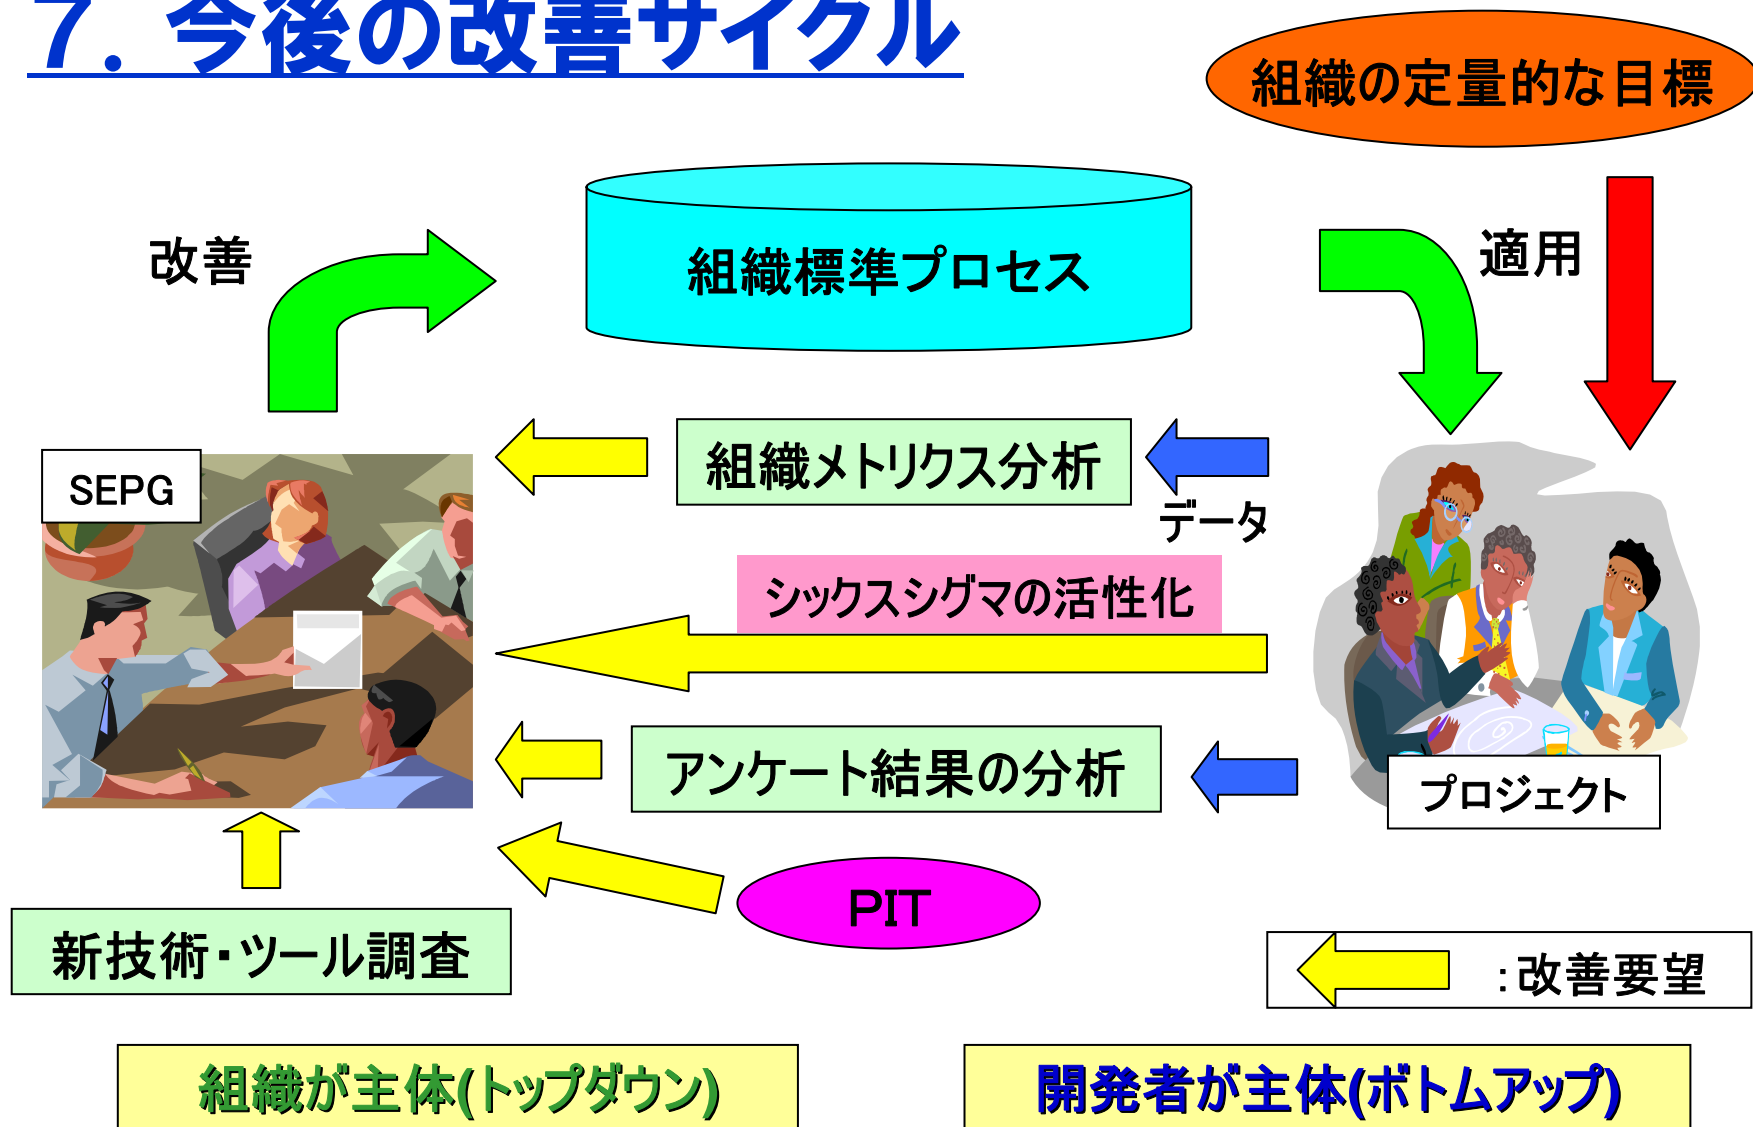 7. 今後の改善サイクル
組織の定量的な目標
改善
組織標準プロセス
適用
SEPG
組織メトリクス分析
データ
シックスシグマの活性化
アンケート結果の分析
プロジェクト
PIT
新技術・ツール調査
:改善要望
組織が主体(トップダウン)
開発者が主体(ボトムアップ)